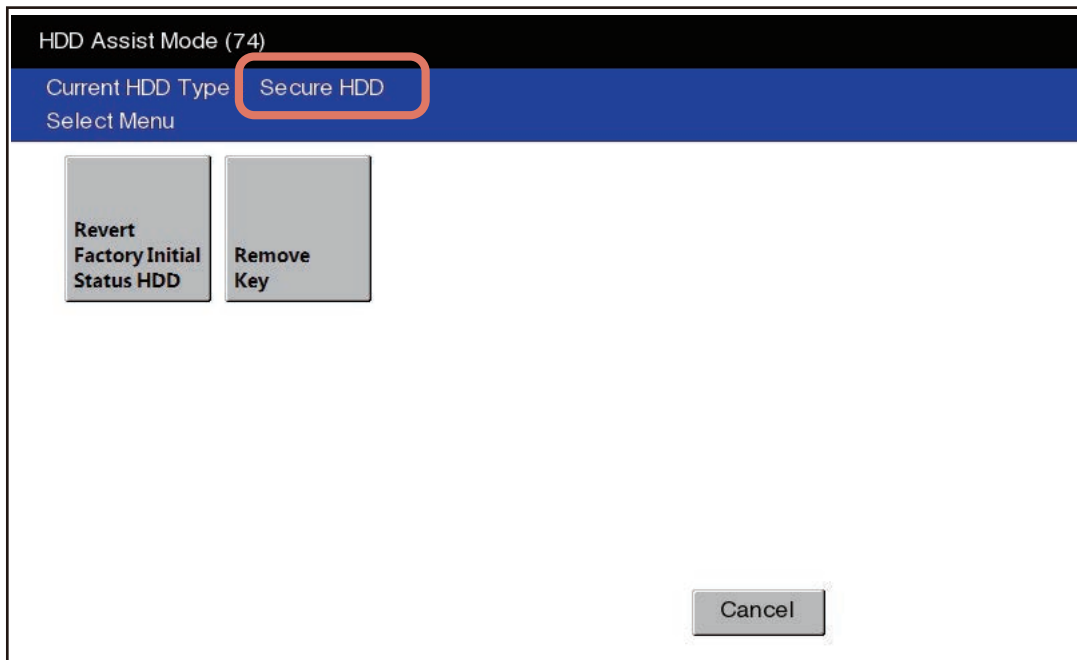 HDD Assist Mode (74)
Current HDD Type Secure HDD
Select Menu
Revert
Factory Initial
Status HDD
Remove
Key
Cancel